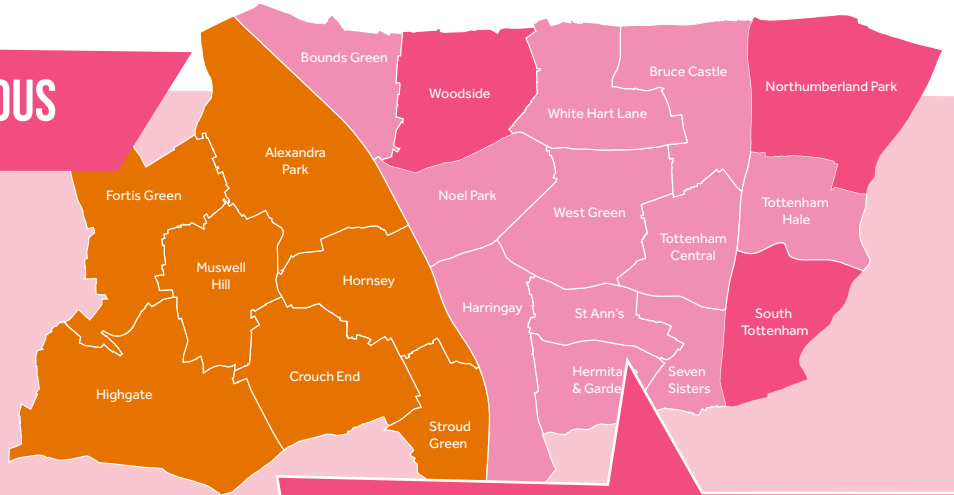 OUS
Bounds Green
Woodside
Bruce Castle
Northumberland Park
White Hart Lane
Alexandra
Park
Fortis Green
Noel Park
West Green
Tottenham
Hale
Tottenham
Central
Muswell
Hill
Hornsey
Harringay
St Ann's
South
Tottenham
Highgate
Crouch End
Hermitag
& Garde
Seven
Sisters
Stroud
Green